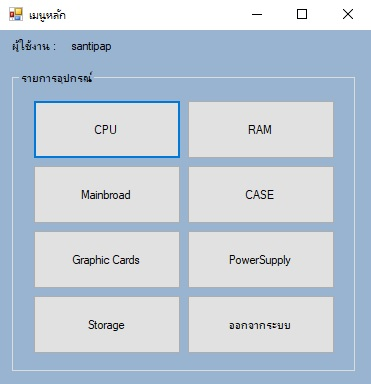 เมนูหลัก
ผู้ใช้งาน : santipap
รายการอุปกรณ์
CPU RAM
Mainbroad CASE
Graphic Cards PowerSupply
Storage ออกจากระบบ